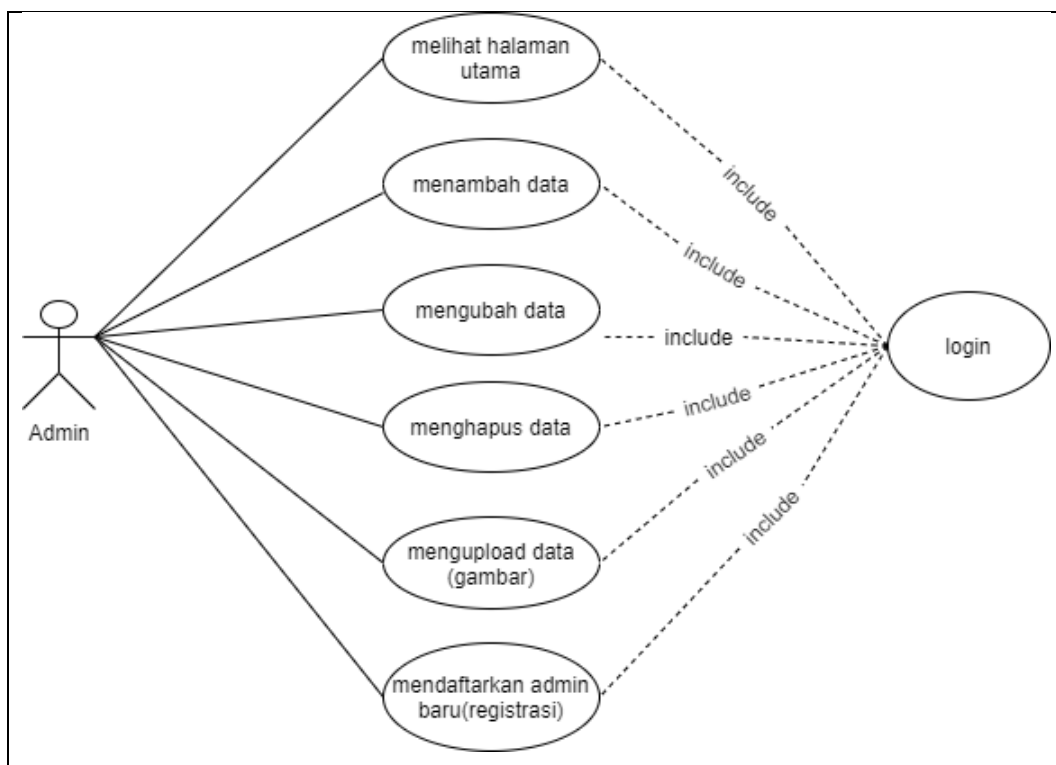 melihat halaman
utama
include
menambah data
include
mengubah data
include
login
menghapus data
include
Admin
include
mengupload data
(gambar)
include
mendaftarkan admin
baru(registrasi)